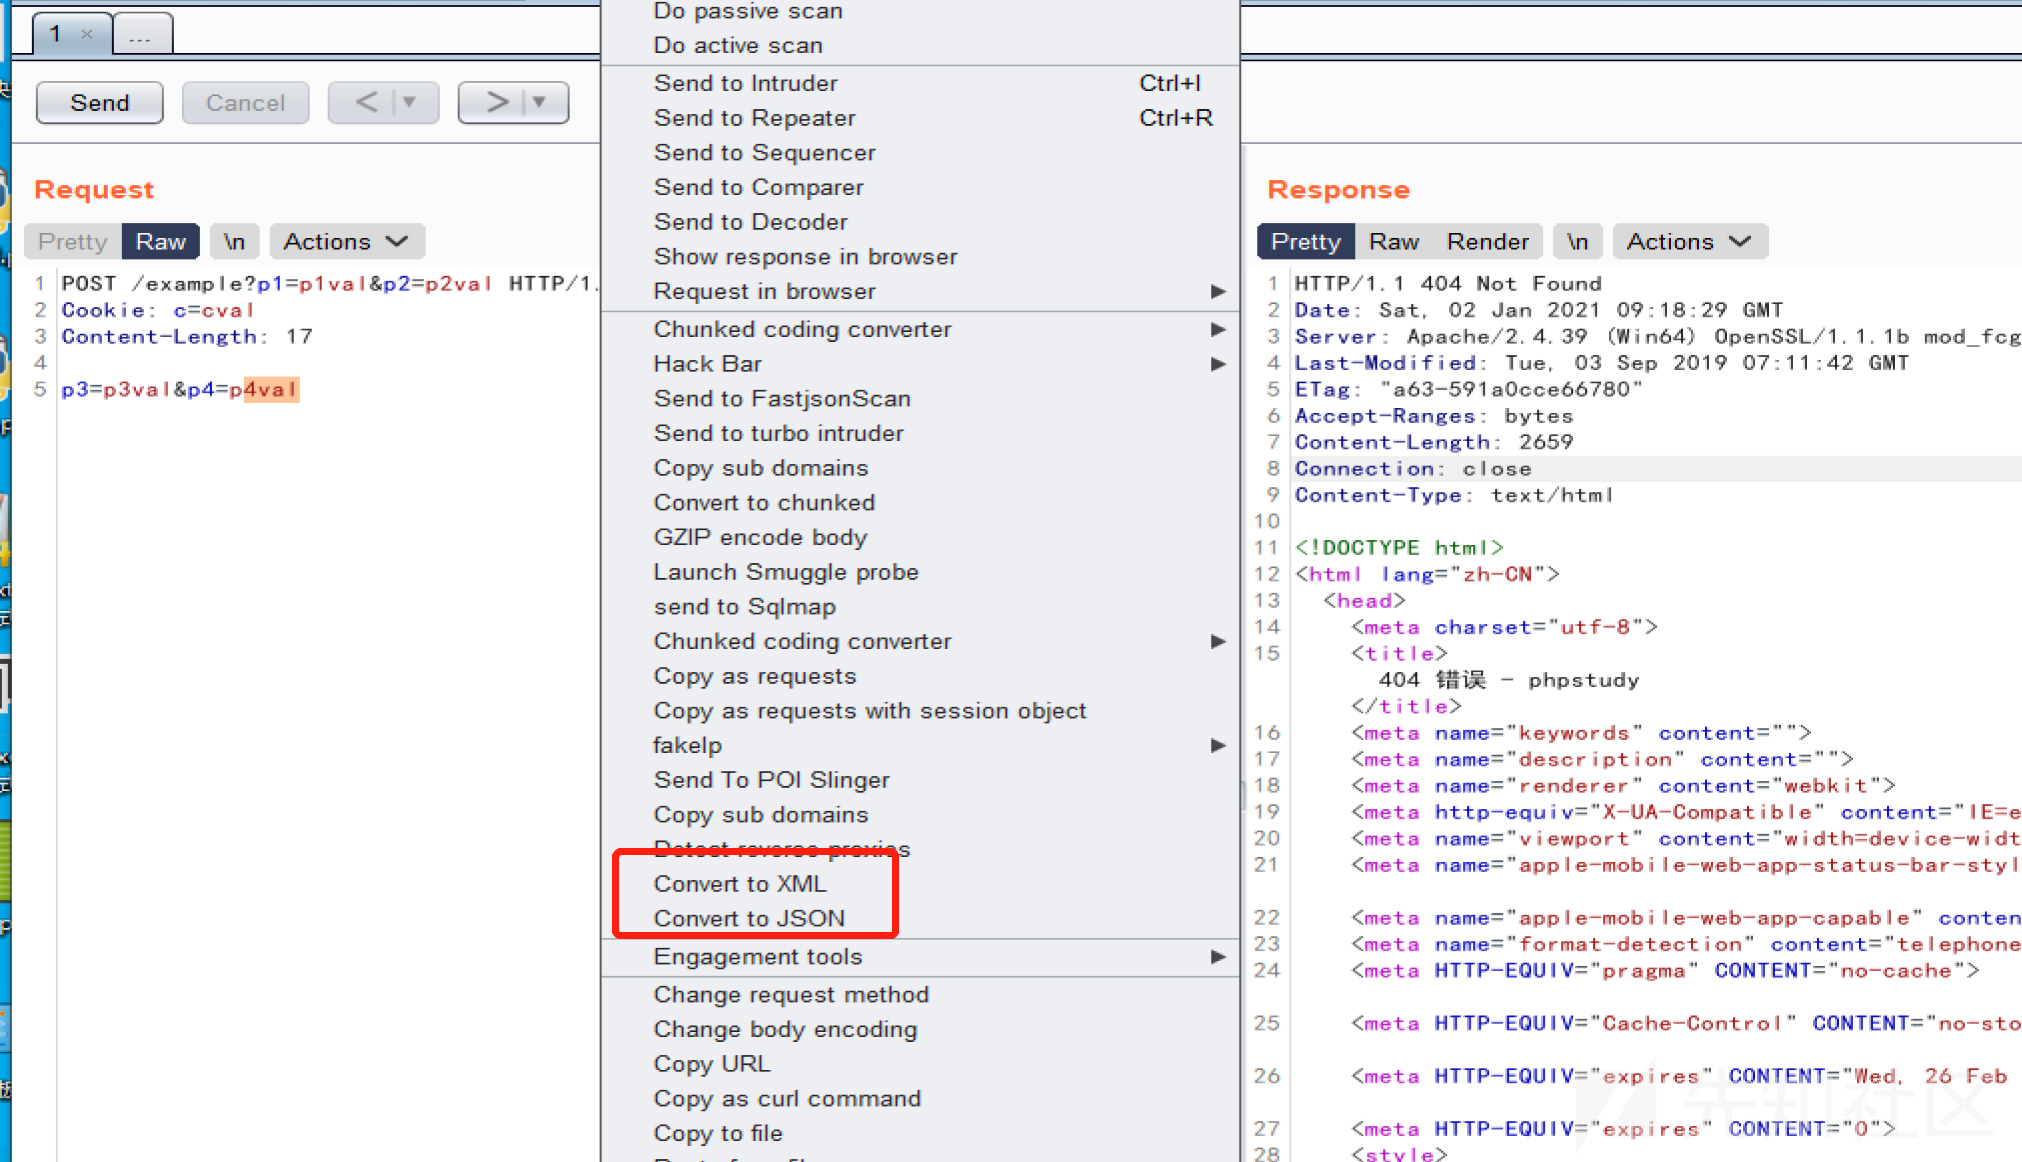 1 ×
...
Send
Cancel
< ▼
> ▼
Request
Pretty
Raw
\n
Actions
1 POST /example?p1=p1val&p2=p2val HTTP/1.
2 Cookie: c=cval
3 Content-Length: 17
4
5 p3=p3val&p4=p4val
Do passive scan
Do active scan
Send to Intruder Ctrl+I
Send to Repeater Ctrl+R
Send to Sequencer
Send to Comparer
Send to Decoder
Show response in browser
Request in browser
Chunked coding converter
Hack Bar
Send to FastjsonScan
Send to turbo intruder
Copy sub domains
Convert to chunked
GZIP encode body
Launch Smuggle probe
send to Sqlmap
Chunked coding converter
Copy as requests
Copy as requests with session object
fakeIp
Send To POI Slinger
Copy sub domains
Detect reverse proxies
Convert to XML
Convert to JSON
Engagement tools
Change request method
Change body encoding
Copy URL
Copy as curl command
Copy to file
Response
Pretty
Raw
Render
\n
Actions
1 HTTP/1.1 404 Not Found
2 Date: Sat, 02 Jan 2021 09:18:29 GMT
3 Server: Apache/2.4.39 (Win64) OpenSSL/1.1.1b mod_fcg
4 Last-Modified: Tue, 03 Sep 2019 07:11:42 GMT
5 ETag: "a63-591a0cce66780"
6 Accept-Ranges: bytes
7 Content-Length: 2659
8 Connection: close
9 Content-Type: text/html
10
11 <!DOCTYPE html>
12 <html lang="zh-CN">
13 <head>
14 <meta charset="utf-8">
15 <title>
404 错误 - phpstudy
</title>
16 <meta name="keywords" content="">
17 <meta name="description" content="">
18 <meta name="renderer" content="webkit">
19 <meta http-equiv="X-UA-Compatible" content="IE=e
20 <meta name="viewport" content="width=device-widt
21 <meta name="apple-mobile-web-app-status-bar-styl
22 <meta name="apple-mobile-web-app-capable" conten
23 <meta name="format-detection" content="telephone
24 <meta HTTP-EQUIV="pragma" CONTENT="no-cache">
25 <meta HTTP-EQUIV="Cache-Control" CONTENT="no-sto
26 <meta HTTP-EQUIV="expires" CONTENT="Wed, 26 Feb
27 <meta HTTP-EQUIV="expires" CONTENT="0">
28 <style>
先知社区